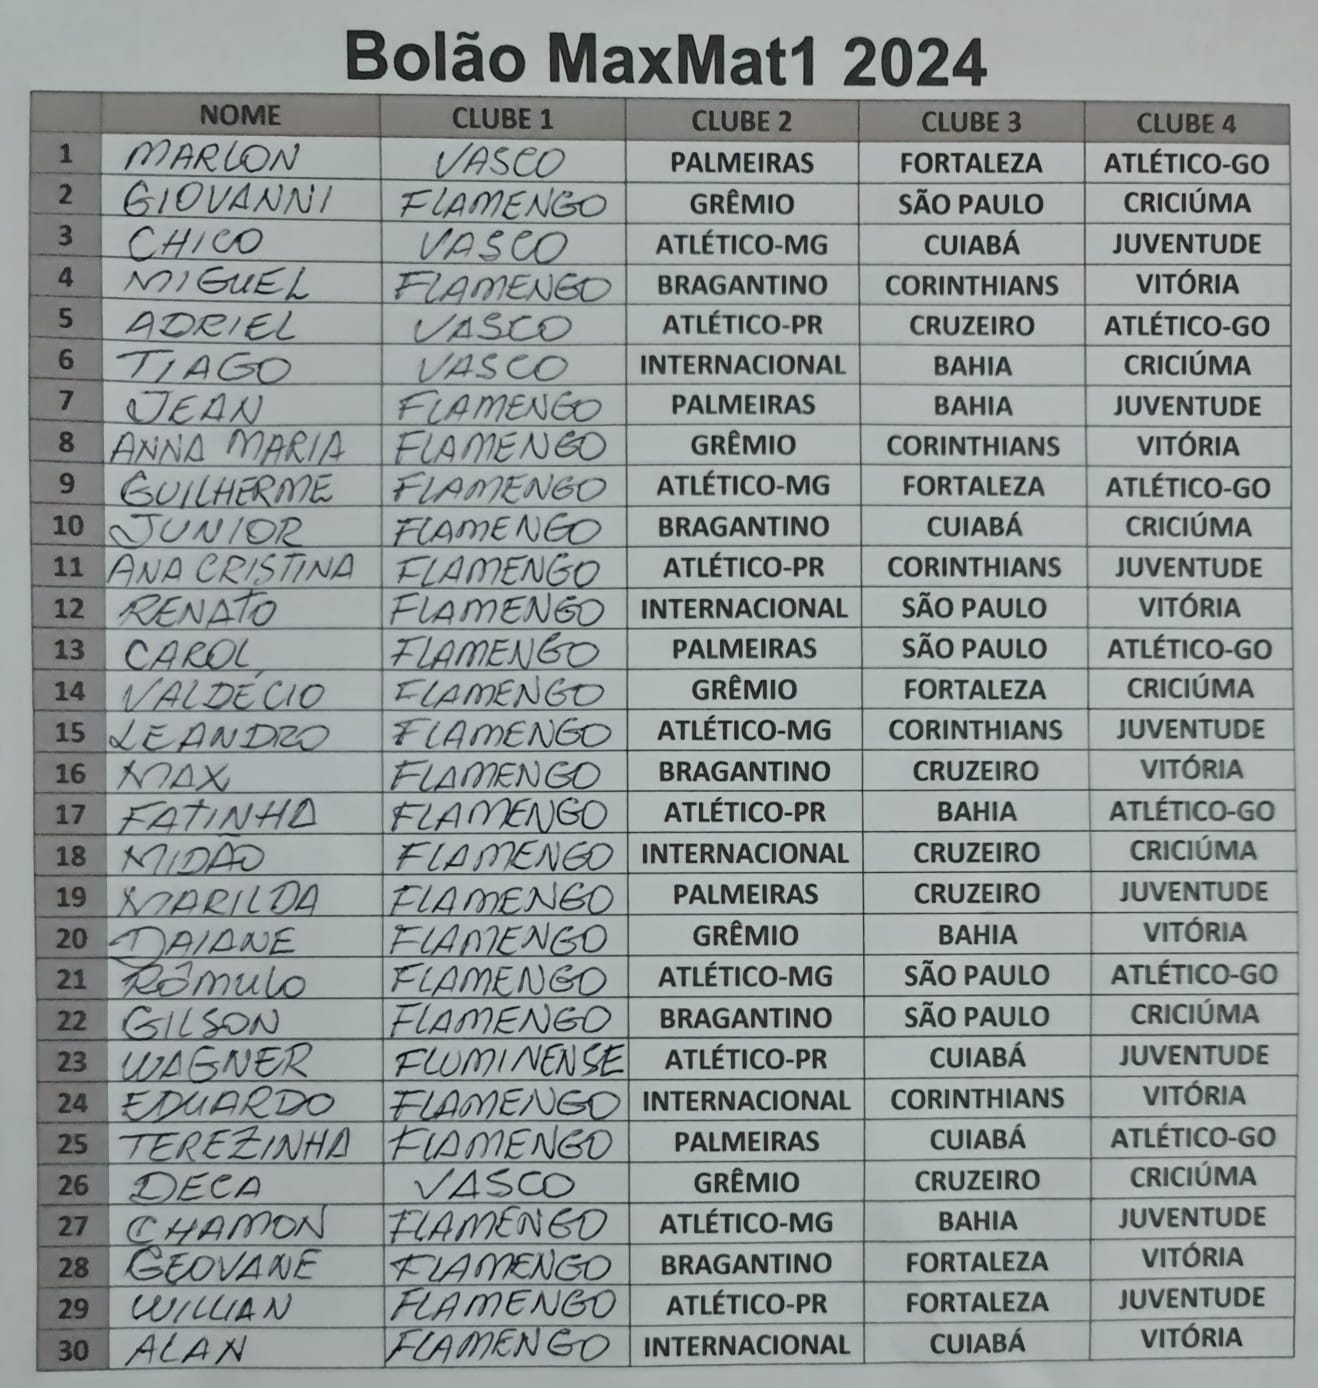 Bolão MaxMat1 2024
NOME CLUBE 1 CLUBE 2 CLUBE 3 CLUBE 4
1 MARLON VASCO PALMEIRAS FORTALEZA ATLÉTICO-GO
2 GIOVANNI FLAMENGO GRÊMIO SÃO PAULO CRICIÚMA
3 CHICO VASCO ATLÉTICO-MG CUIABÁ JUVENTUDE
4 MIGUEL FLAMENGO BRAGANTINO CORINTHIANS VITÓRIA
5 ADRIEL VASCO ATLÉTICO-PR CRUZEIRO ATLÉTICO-GO
6 TIAGO VASCO INTERNACIONAL BAHIA CRICIÚMA
7 JEAN FLAMENGO PALMEIRAS BAHIA JUVENTUDE
8 ANNA MARIA FLAMENGO GRÊMIO CORINTHIANS VITÓRIA
9 GUILHERME FLAMENGO ATLÉTICO-MG FORTALEZA ATLÉTICO-GO
10 JUNIOR FLAMENGO BRAGANTINO CUIABÁ CRICIÚMA
11 ANA CRISTINA FLAMENGO ATLÉTICO-PR CORINTHIANS JUVENTUDE
12 RENATO FLAMENGO INTERNACIONAL SÃO PAULO VITÓRIA
13 CAROL FLAMENGO PALMEIRAS SÃO PAULO ATLÉTICO-GO
14 VALDÉCIO FLAMENGO GRÊMIO FORTALEZA CRICIÚMA
15 LEANDRO FLAMENGO ATLÉTICO-MG CORINTHIANS JUVENTUDE
16 MAX FLAMENGO BRAGANTINO CRUZEIRO VITÓRIA
17 FATINHA FLAMENGO ATLÉTICO-PR BAHIA ATLÉTICO-GO
18 MIDÃO FLAMENGO INTERNACIONAL CRUZEIRO CRICIÚMA
19 MARILDA FLAMENGO PALMEIRAS CRUZEIRO JUVENTUDE
20 DAIANE FLAMENGO GRÊMIO BAHIA VITÓRIA
21 RÔMULO FLAMENGO ATLÉTICO-MG SÃO PAULO ATLÉTICO-GO
22 GILSON FLAMENGO BRAGANTINO SÃO PAULO CRICIÚMA
23 WAGNER FLUMINENSE ATLÉTICO-PR CUIABÁ JUVENTUDE
24 EDUARDO FLAMENGO INTERNACIONAL CORINTHIANS VITÓRIA
25 TEREZINHA FLAMENGO PALMEIRAS CUIABÁ ATLÉTICO-GO
26 DECA VASCO GRÊMIO CRUZEIRO CRICIÚMA
27 CHAMON FLAMENGO ATLÉTICO-MG BAHIA JUVENTUDE
28 GEOVANE FLAMENGO BRAGANTINO FORTALEZA VITÓRIA
29 WILLIAN FLAMENGO ATLÉTICO-PR FORTALEZA JUVENTUDE
30 ALAN FLAMENGO INTERNACIONAL CUIABÁ VITÓRIA